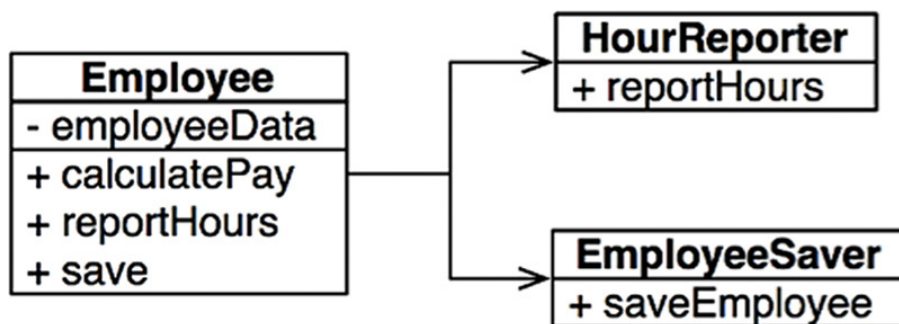 Employee
- employeeData
+ calculatePay
+ reportHours
+ save
HourReporter
+ reportHours
EmployeeSaver
+ saveEmployee